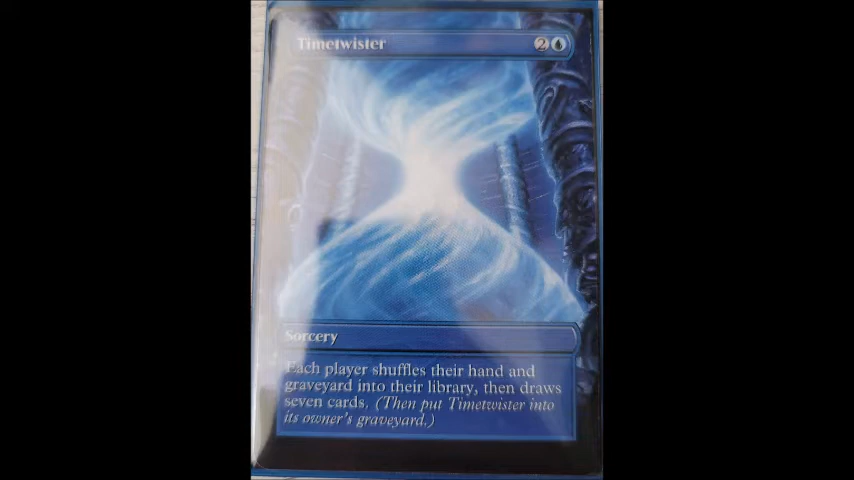 Timetwister 2
Sorcery
Each player shuffles their hand and
graveyard into their library, then draws
seven cards. (Then put Timetwister into
its owner's graveyard.)